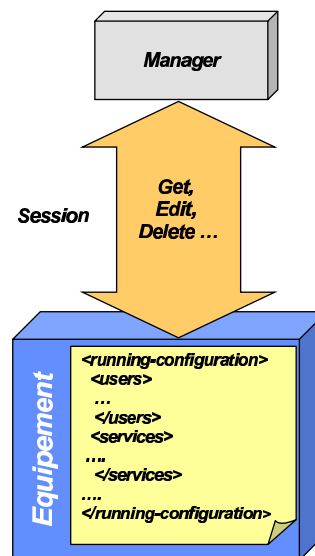 Manager
Session
Get,
Edit,
Delete ...
Equipement
<running-configuration>
<users>
...
</users>
<services>
....
</services>
....
</running-configuration>